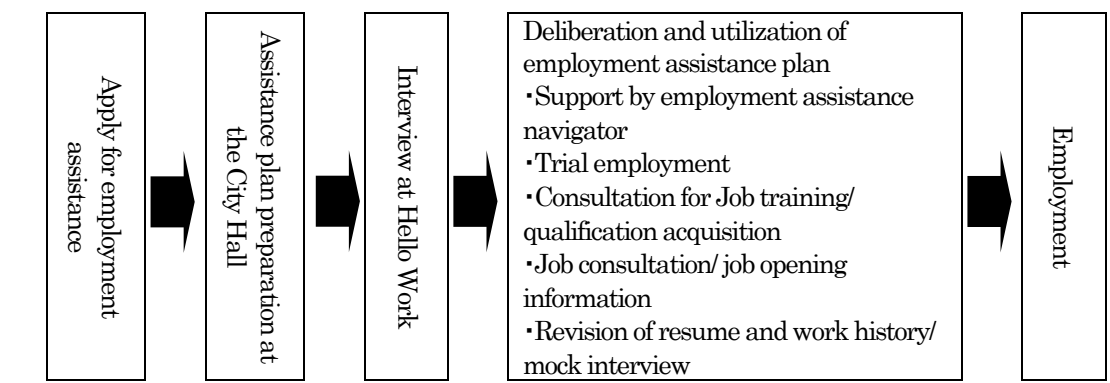 Apply for employment
assistance
Assistance plan preparation at
the City Hall
Interview at Hello Work
Deliberation and utilization of
employment assistance plan
・Support by employment assistance
navigator
・Trial employment
・Consultation for Job training/
qualification acquisition
・Job consultation/ job opening
information
・Revision of resume and work history/
mock interview
Employment